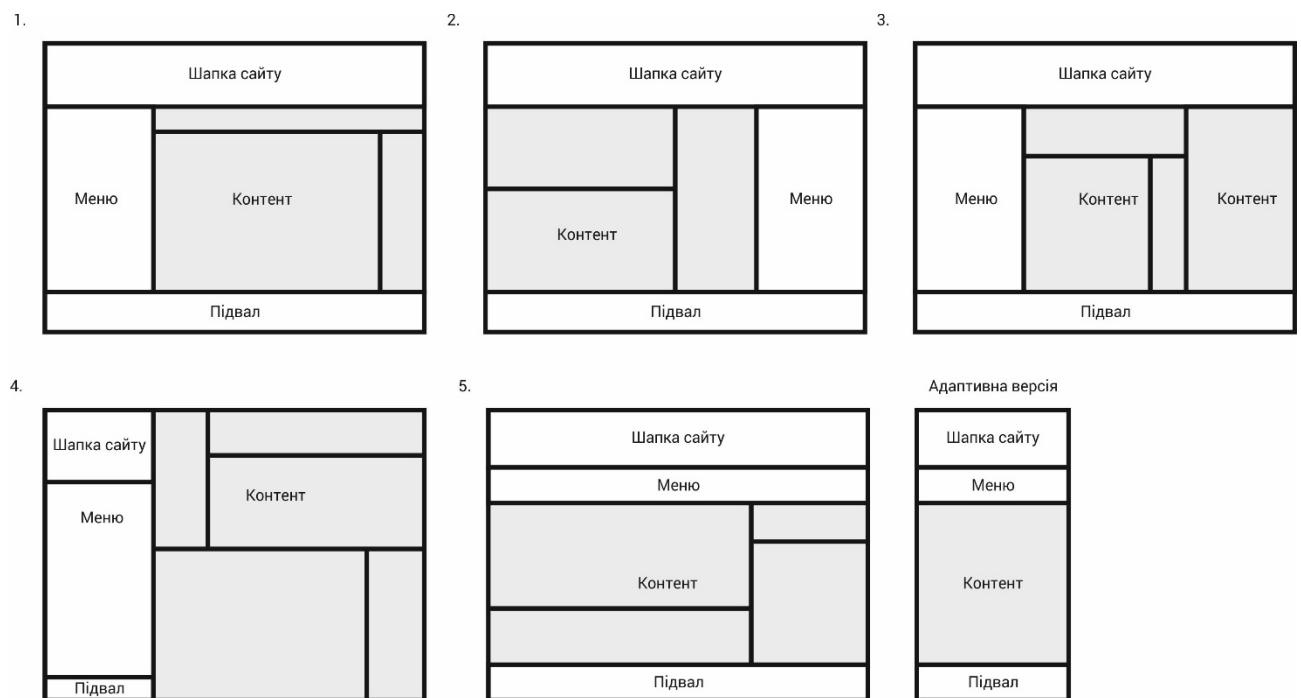 1.
Шапка сайту
Меню
Контент
Підвал
2.
Шапка сайту
Контент
Меню
Підвал
3.
Шапка сайту
Меню
Контент
Контент
Підвал
4.
Шапка сайту
Меню
Контент
Підвал
5.
Шапка сайту
Меню
Контент
Підвал
Адаптивна версія
Шапка сайту
Меню
Контент
Підвал